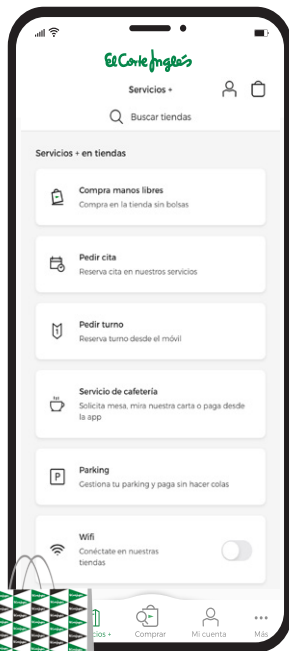 El Corte Inglés
Servicios +
Buscar tiendas
Servicios + en tiendas
Compra manos libres
Compra en la tienda sin bolsas
Pedir cita
Reserva cita en nuestros servicios
Pedir turno
Reserva turno desde el móvil
Servicio de cafetería
Solicita mesa, mira nuestra carta o paga desde
la app
P
Parking
Gestiona tu parking y paga sin hacer colas
Wifi
Conéctate en nuestras
tiendas
Comprar
Mi cuenta
Más